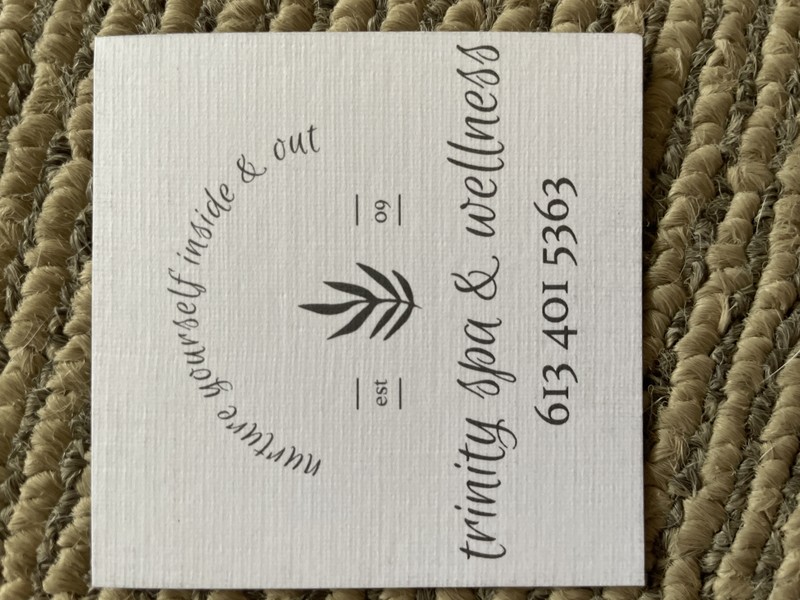 nurture yourself inside & out
est 09
trinity spa & wellness
613 401 5363